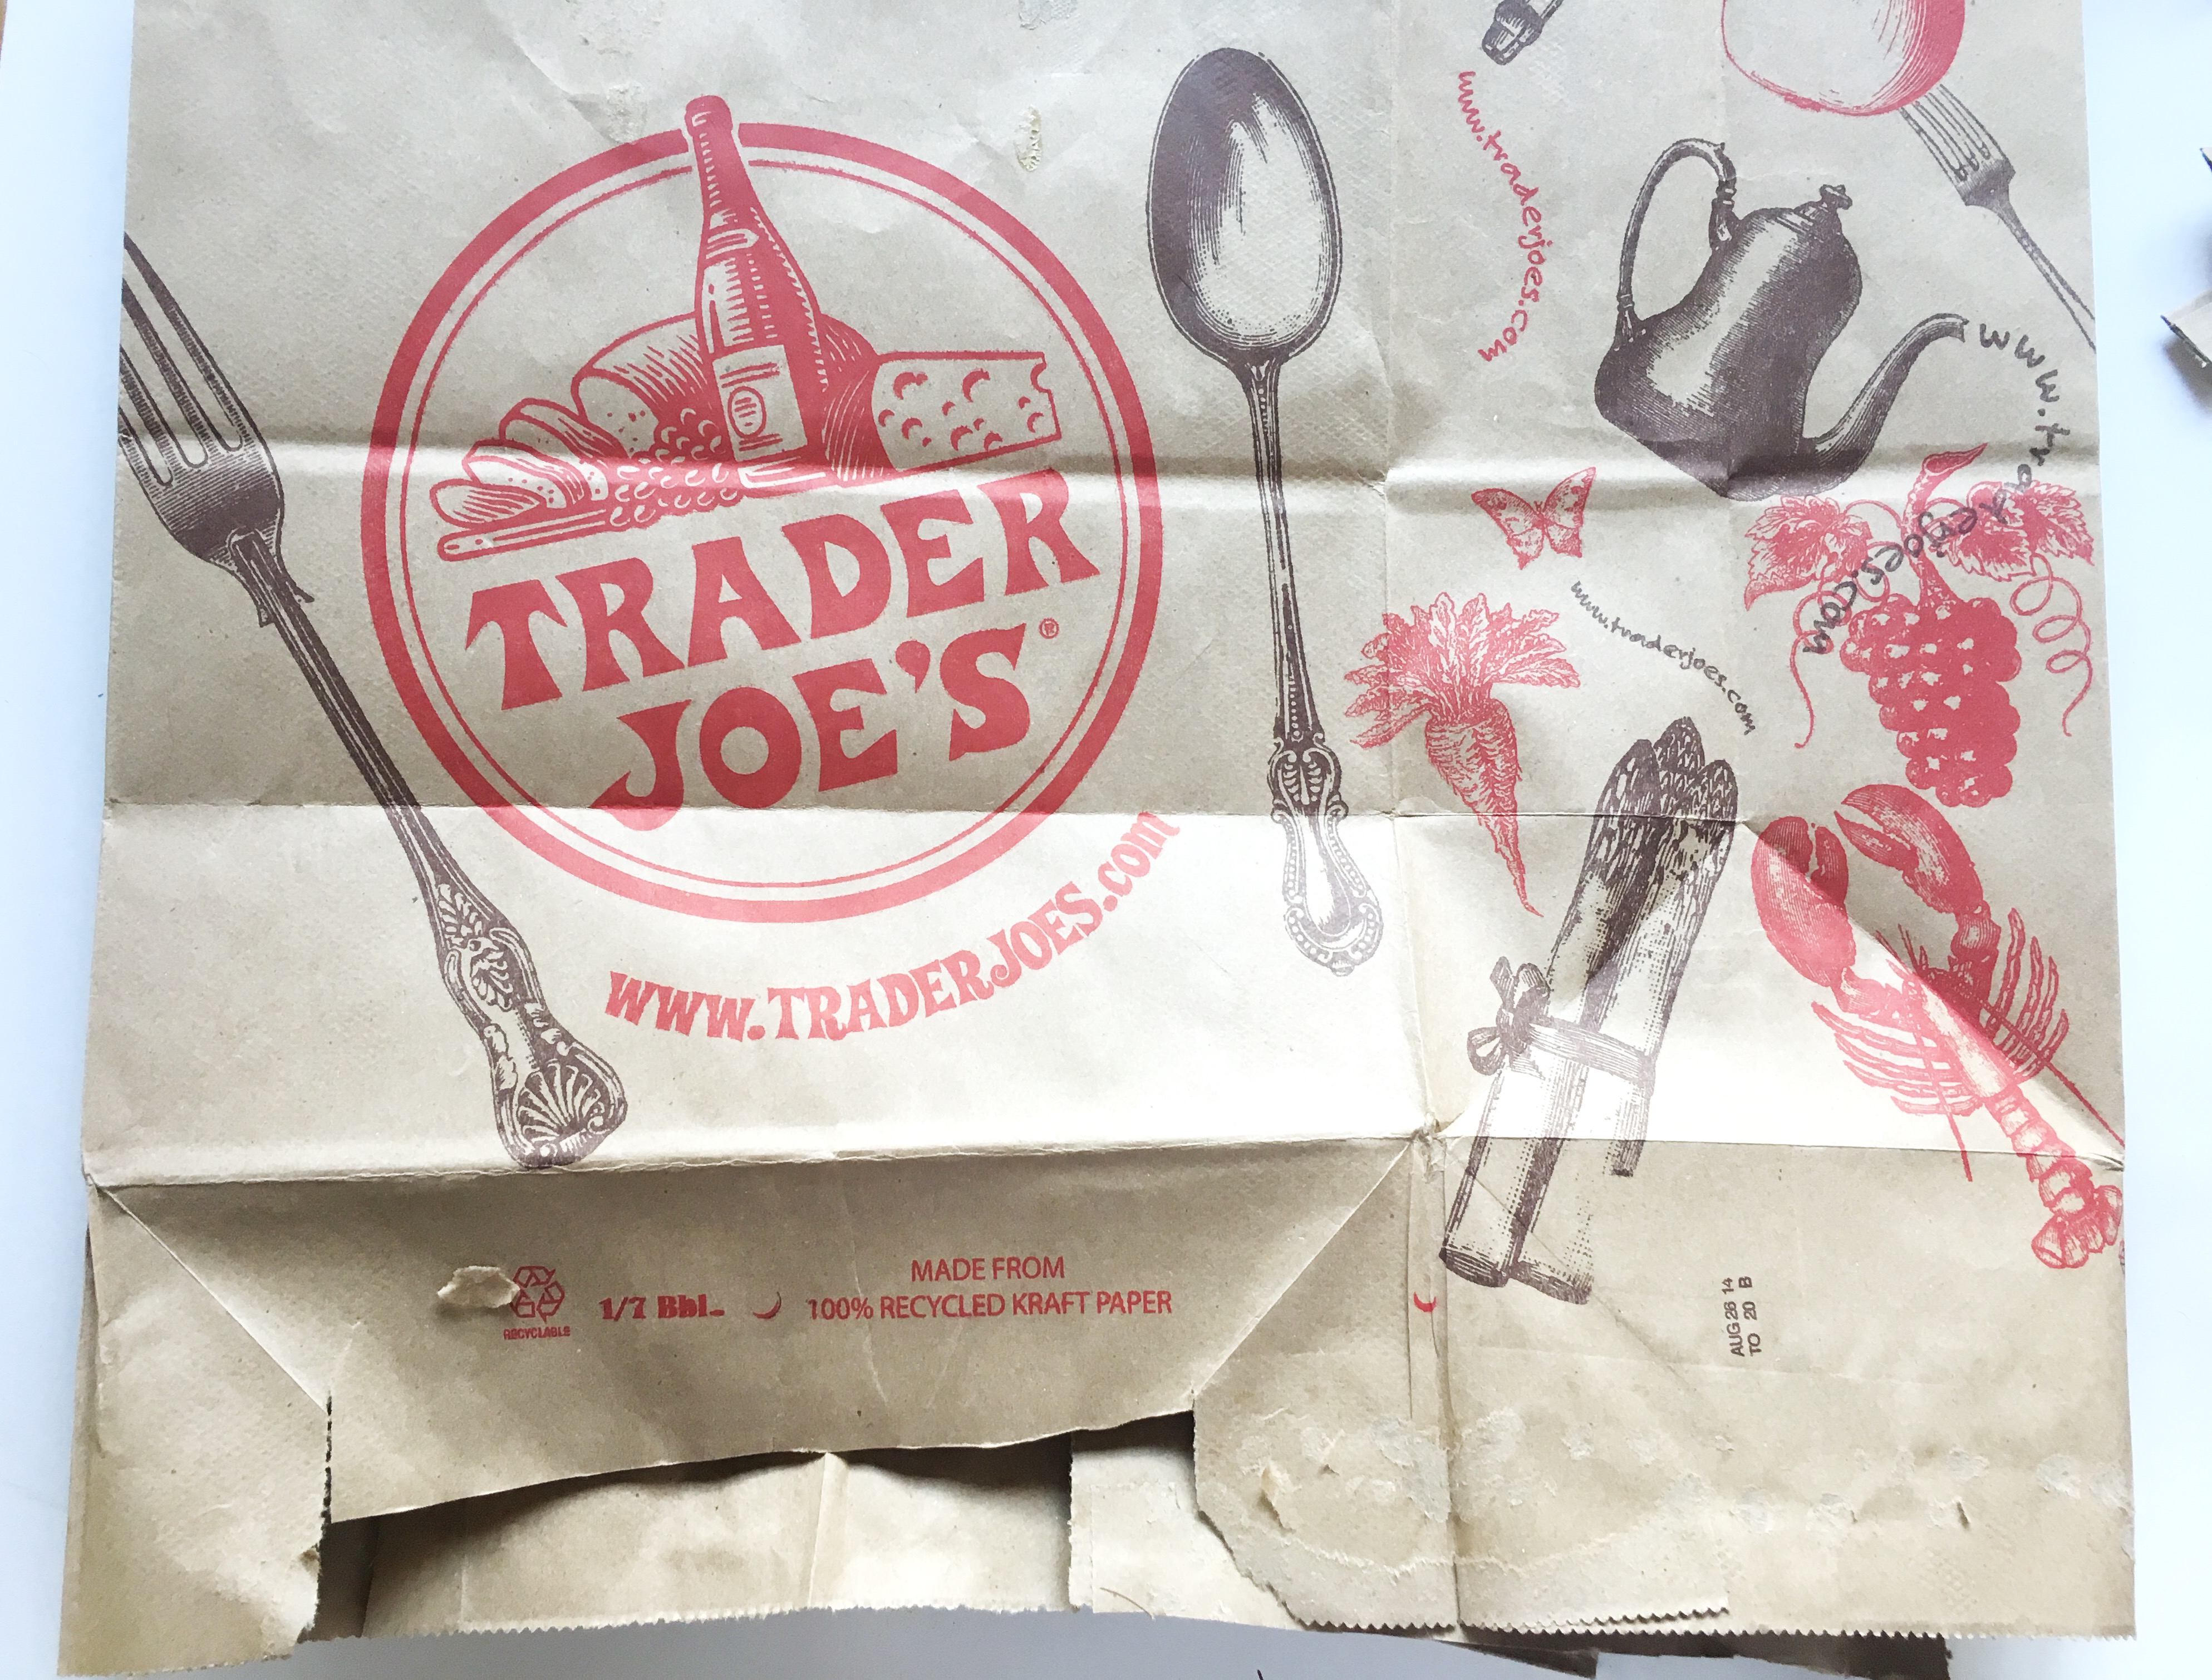 TRADER
JOE'S®
WWW.TRADERJOES.com
www.traderjoes.com
www.traderjoes.com
www.traderjoes.com
RECYCLABLE
1/7 Bbl.
MADE FROM
100% RECYCLED KRAFT PAPER
AUG 26 14
TO 20 B